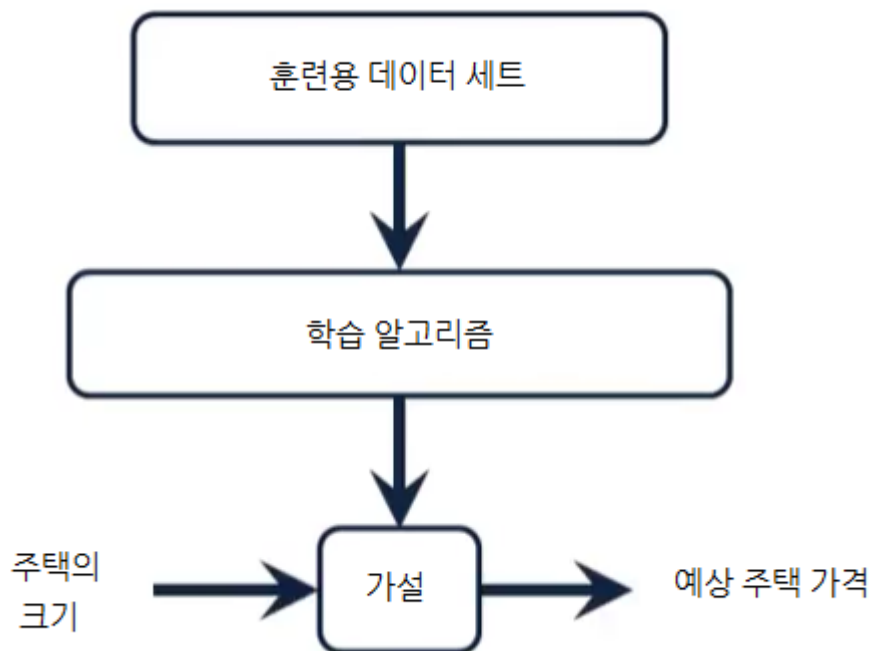 훈련용 데이터 세트
학습 알고리즘
주택의
크기
가설
예상 주택 가격